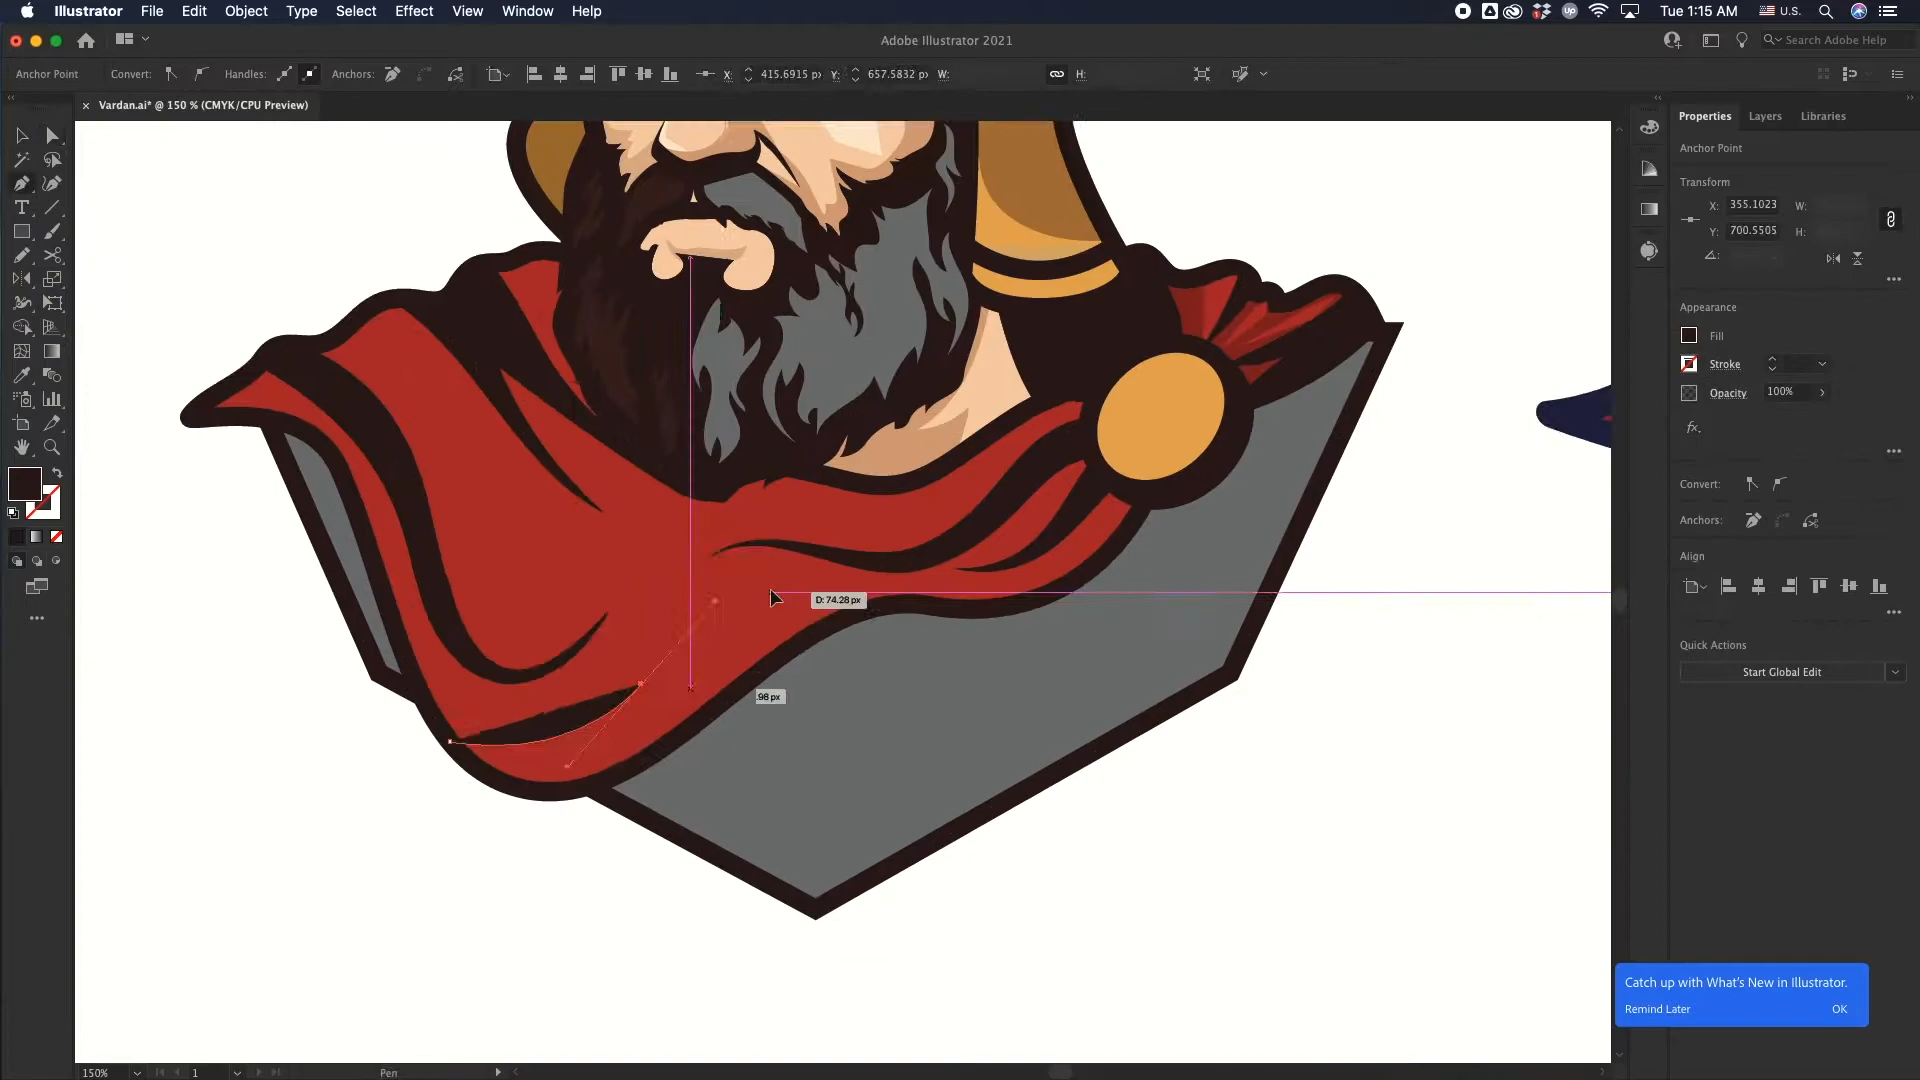 Illustrator File Edit Object Type Select Effect View Window Help
Up Tue 1:15 AM U.S.
Adobe Illustrator 2021
Search Adobe Help
Anchor Point Convert: Handles: Anchors: X: 415.6915 px Y: 657.5832 px W: H:
× Vardan.ai* @ 150 % (CMYK/CPU Preview)
Properties Layers Libraries
Anchor Point
Transform
X: 355.1023 W:
Y: 700.5505 H:
Appearance
Fill
Stroke
Opacity 100%
fx.
Convert:
Anchors:
Align
Quick Actions
Start Global Edit
D: 74.28 px
.98 px
Catch up with What's New in Illustrator.
Remind Later OK
150% 1 Pen